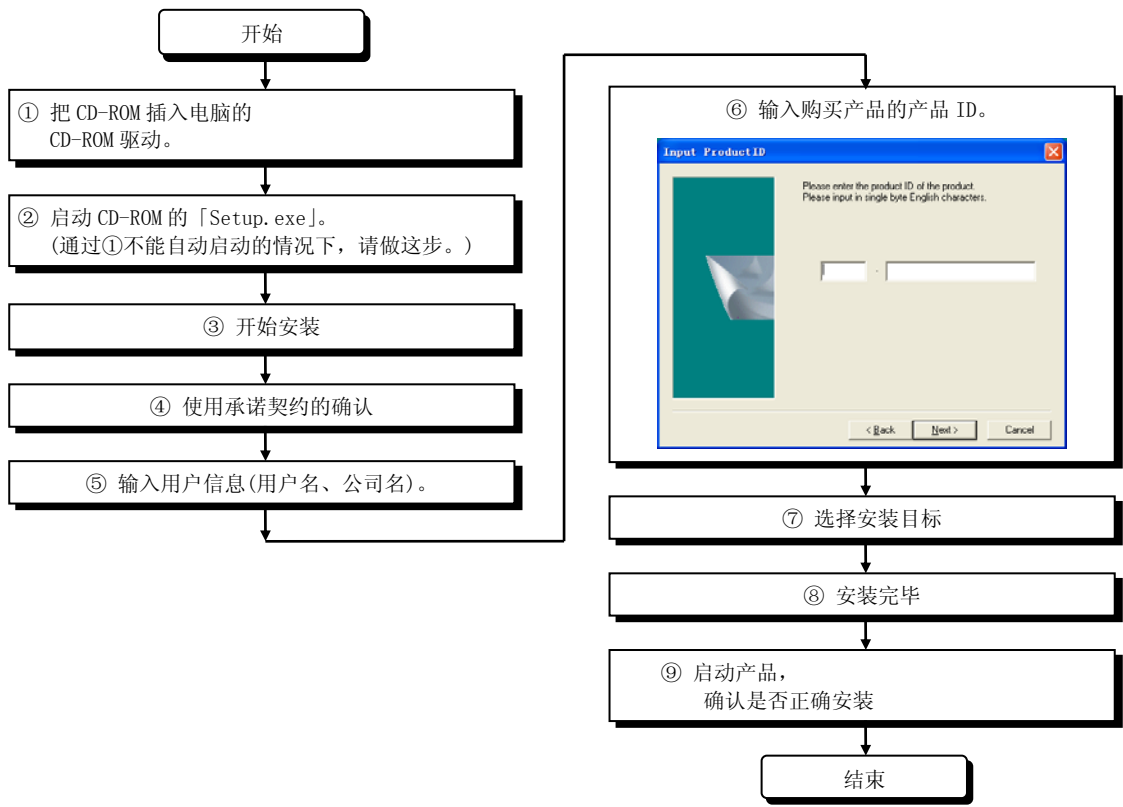 开始
① 把 CD-ROM 插入电脑的
CD-ROM 驱动。
② 启动 CD-ROM 的「Setup.exe」。
(通过①不能自动启动的情况下，请做这步。)
③ 开始安装
④ 使用承诺契约的确认
⑤ 输入用户信息(用户名、公司名)。
⑥ 输入购买产品的产品 ID。
Input ProductID
Please enter the product ID of the product.
Please input in single byte English characters.
-
< Back Next > Cancel
⑦ 选择安装目标
⑧ 安装完毕
⑨ 启动产品，
确认是否正确安装
结束